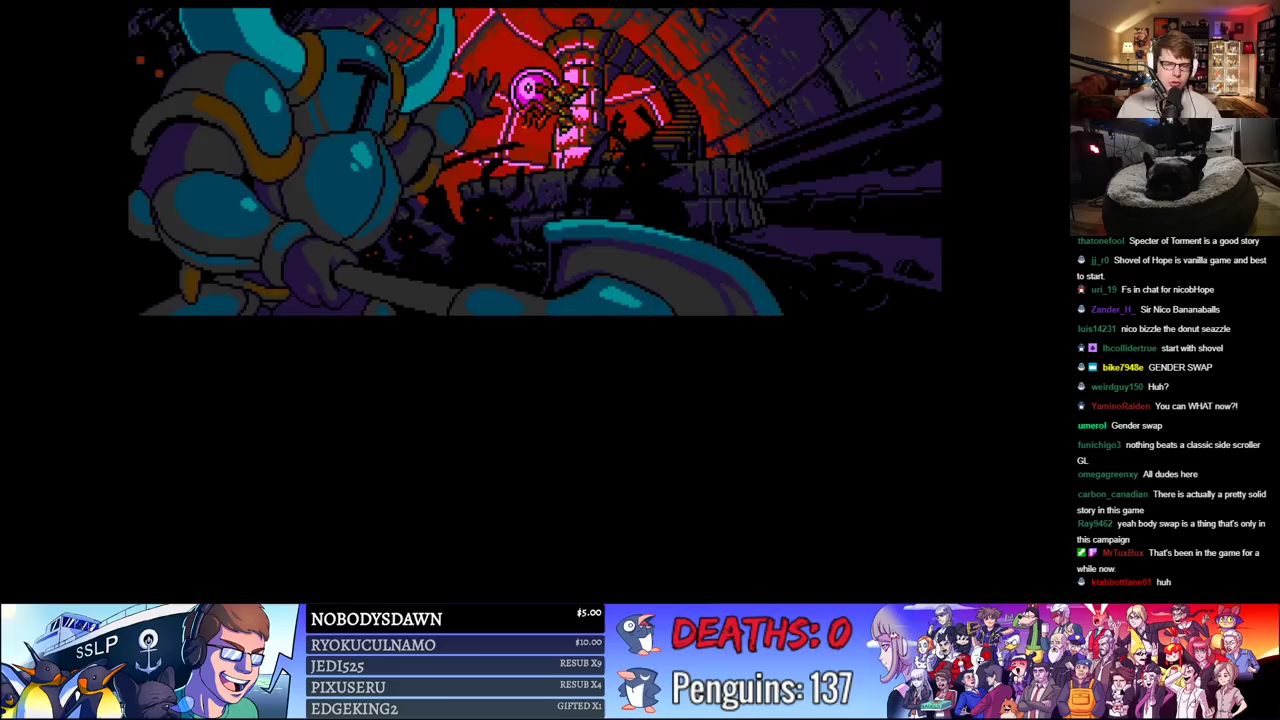 thatonefool Specter of Torment is a good story
jj_r0 Shovel of Hope is vanilla game and best
to start.
uri_19 Fs in chat for nicobHope
Zander_H_ Sir Nico Bananaballs
luis14231 nico bizzle the donut seazzle
lhcollidertrue start with shovel
bike7948e GENDER SWAP
weirdguy150 Huh?
YaminoRaiden You can WHAT now?!
umerol Gender swap
funichigo3 nothing beats a classic side scroller
GL
omegagreenxy All dudes here
carbon_canadian There is actually a pretty solid
story in this game
Ray9462 yeah body swap is a thing that's only in
this campaign
MrTuxBux That's been in the game for a
while now.
ktabbottlane01 huh
SSLP
NOBODYSDAWN $5.00
RYOKUCULNAMO $10.00
JEDI525 RESUB X9
PIXUSERU RESUB X4
EDGEKING2 GIFTED X1
DEATHS: 0
Penguins: 137